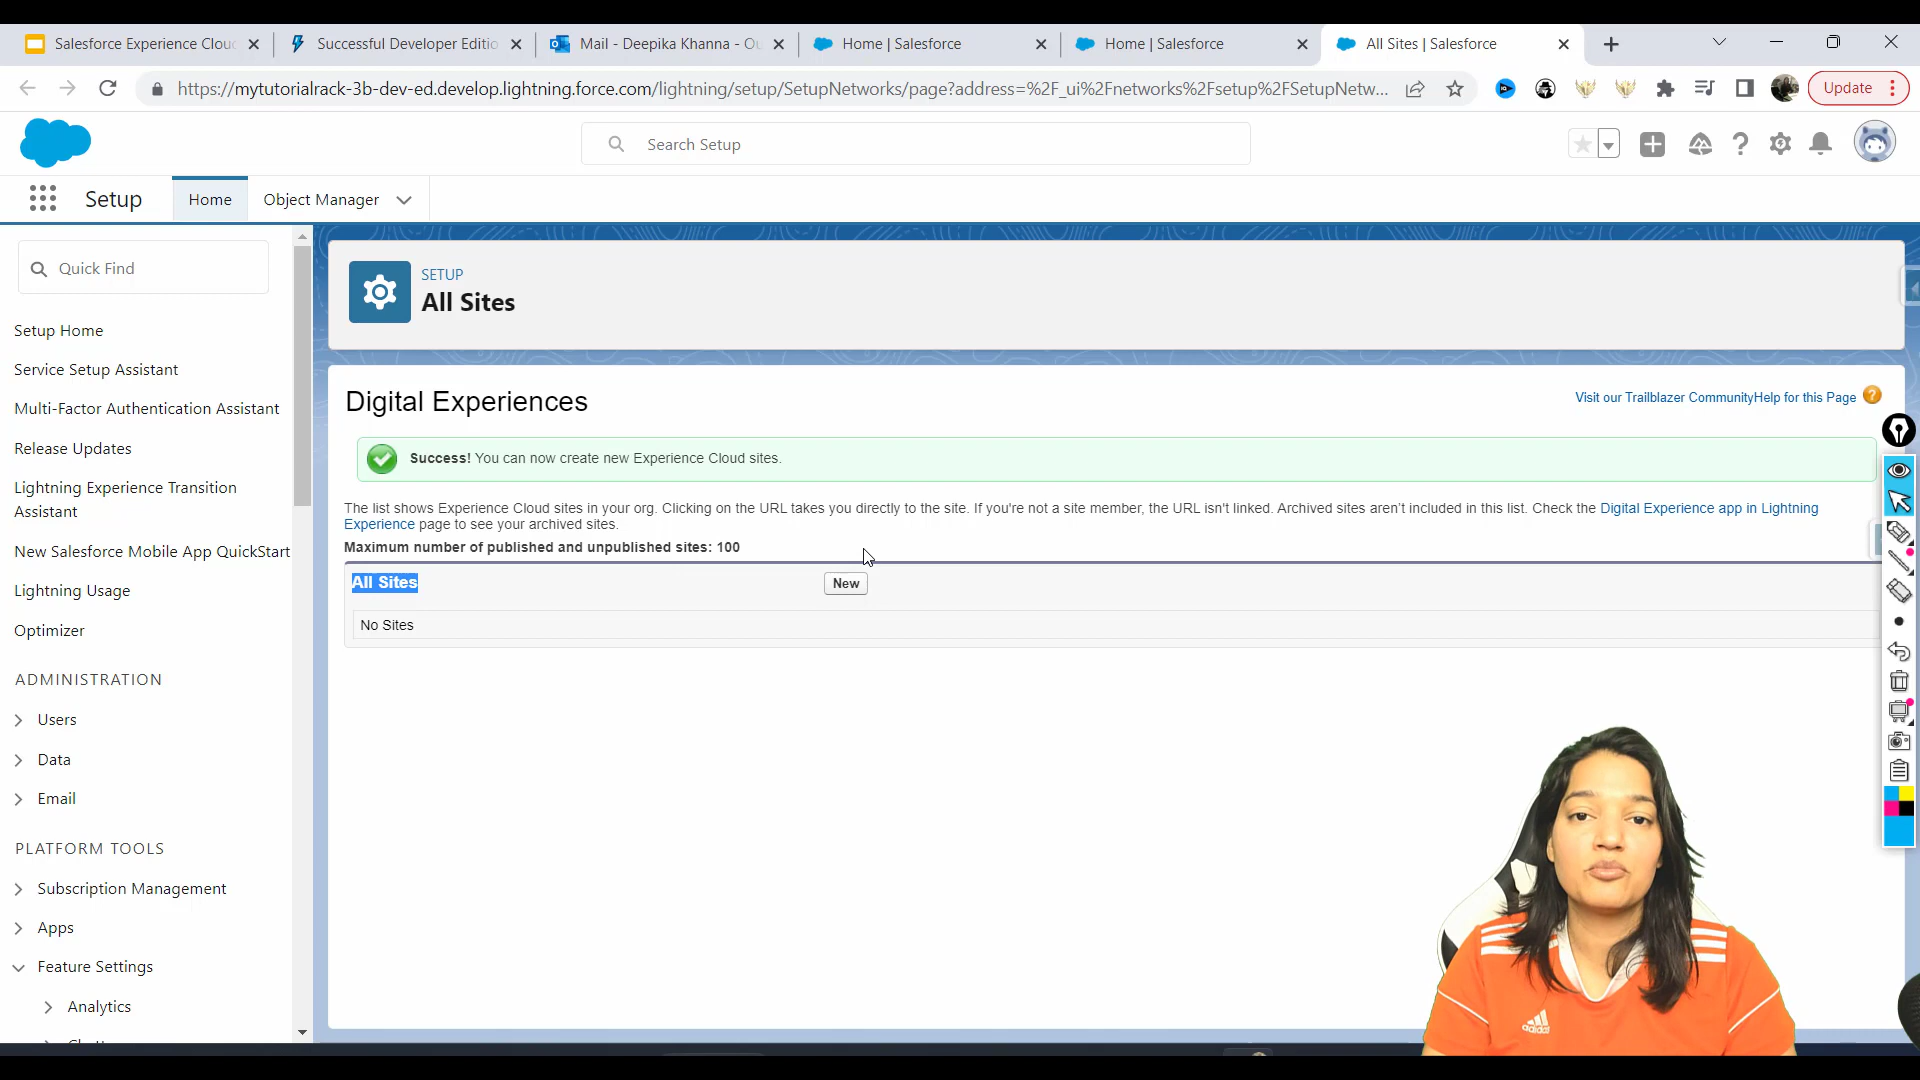 Salesforce Experience Clou
Successful Developer Editio
Mail - Deepika Khanna - Ou
Home | Salesforce
Home | Salesforce
All Sites | Salesforce
https://mytutorialrack-3b-dev-ed.develop.lightning.force.com/lightning/setup/SetupNetworks/page?address=%2F_ui%2Fnetworks%2Fsetup%2FSetupNetw...
Update
Search Setup
Setup
Home
Object Manager
Quick Find
Setup Home
Service Setup Assistant
Multi-Factor Authentication Assistant
Release Updates
Lightning Experience Transition
Assistant
New Salesforce Mobile App QuickStart
Lightning Usage
Optimizer
ADMINISTRATION
Users
Data
Email
PLATFORM TOOLS
Subscription Management
Apps
Feature Settings
Analytics
SETUP
All Sites
Digital Experiences
Visit our Trailblazer Community
Help for this Page
Success! You can now create new Experience Cloud sites.
The list shows Experience Cloud sites in your org. Clicking on the URL takes you directly to the site. If you're not a site member, the URL isn't linked. Archived sites aren't included in this list. Check the Digital Experience app in Lightning
Experience page to see your archived sites.
Maximum number of published and unpublished sites: 100
All Sites
New
No Sites
adidas